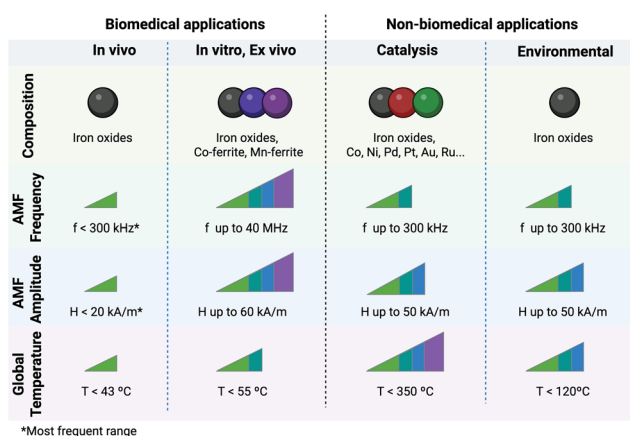 Biomedical applications
Non-biomedical applications
In vivo
In vitro, Ex vivo
Catalysis
Environmental
Composition
Iron oxides
Iron oxides,
Co-ferrite, Mn-ferrite
Iron oxides,
Co, Ni, Pd, Pt, Au, Ru...
Iron oxides
AMF
Frequency
f < 300 kHz*
f up to 40 MHz
f up to 300 kHz
f up to 300 kHz
AMF
Amplitude
H < 20 kA/m*
H up to 60 kA/m
H up to 50 kA/m
H up to 50 kA/m
Global
Temperature
T < 43 ºC
T < 55 ºC
T <350 ºC
T <120ºC
*Most frequent range